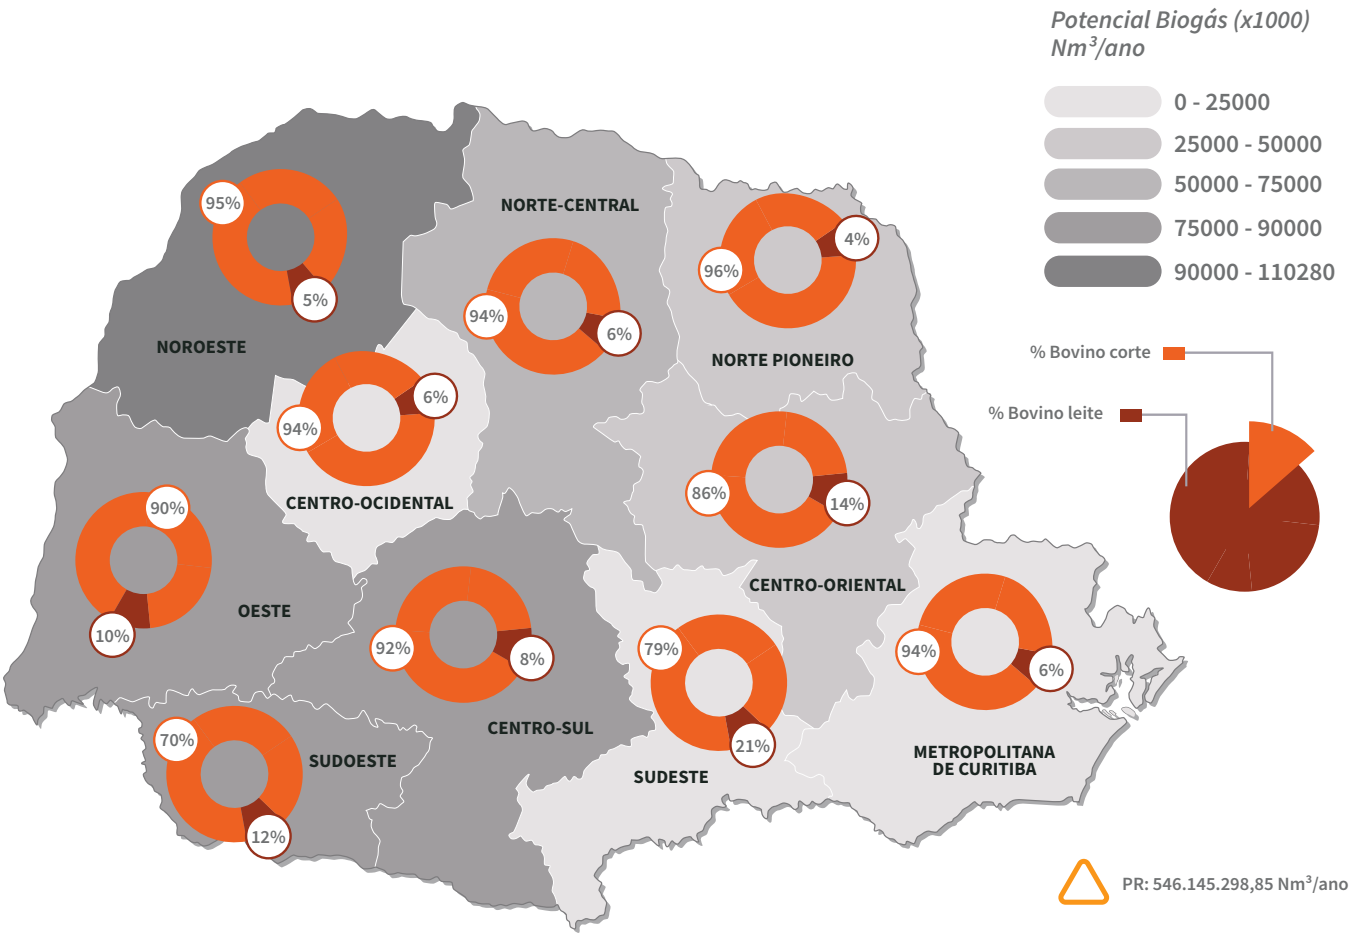 Potencial Biogás (x1000)
Nm³/ano
0 - 25000
25000 - 50000
50000 - 75000
75000 - 90000
90000 - 110280
% Bovino corte
% Bovino leite
95%
5%
NOROESTE
NORTE-CENTRAL
94%
6%
4%
96%
NORTE PIONEIRO
6%
94%
CENTRO-OCIDENTAL
86%
14%
CENTRO-ORIENTAL
90%
OESTE
10%
92%
8%
CENTRO-SUL
79%
21%
SUDESTE
94%
6%
METROPOLITANA
DE CURITIBA
70%
SUDOESTE
12%
PR: 546.145.298,85 Nm³/ano